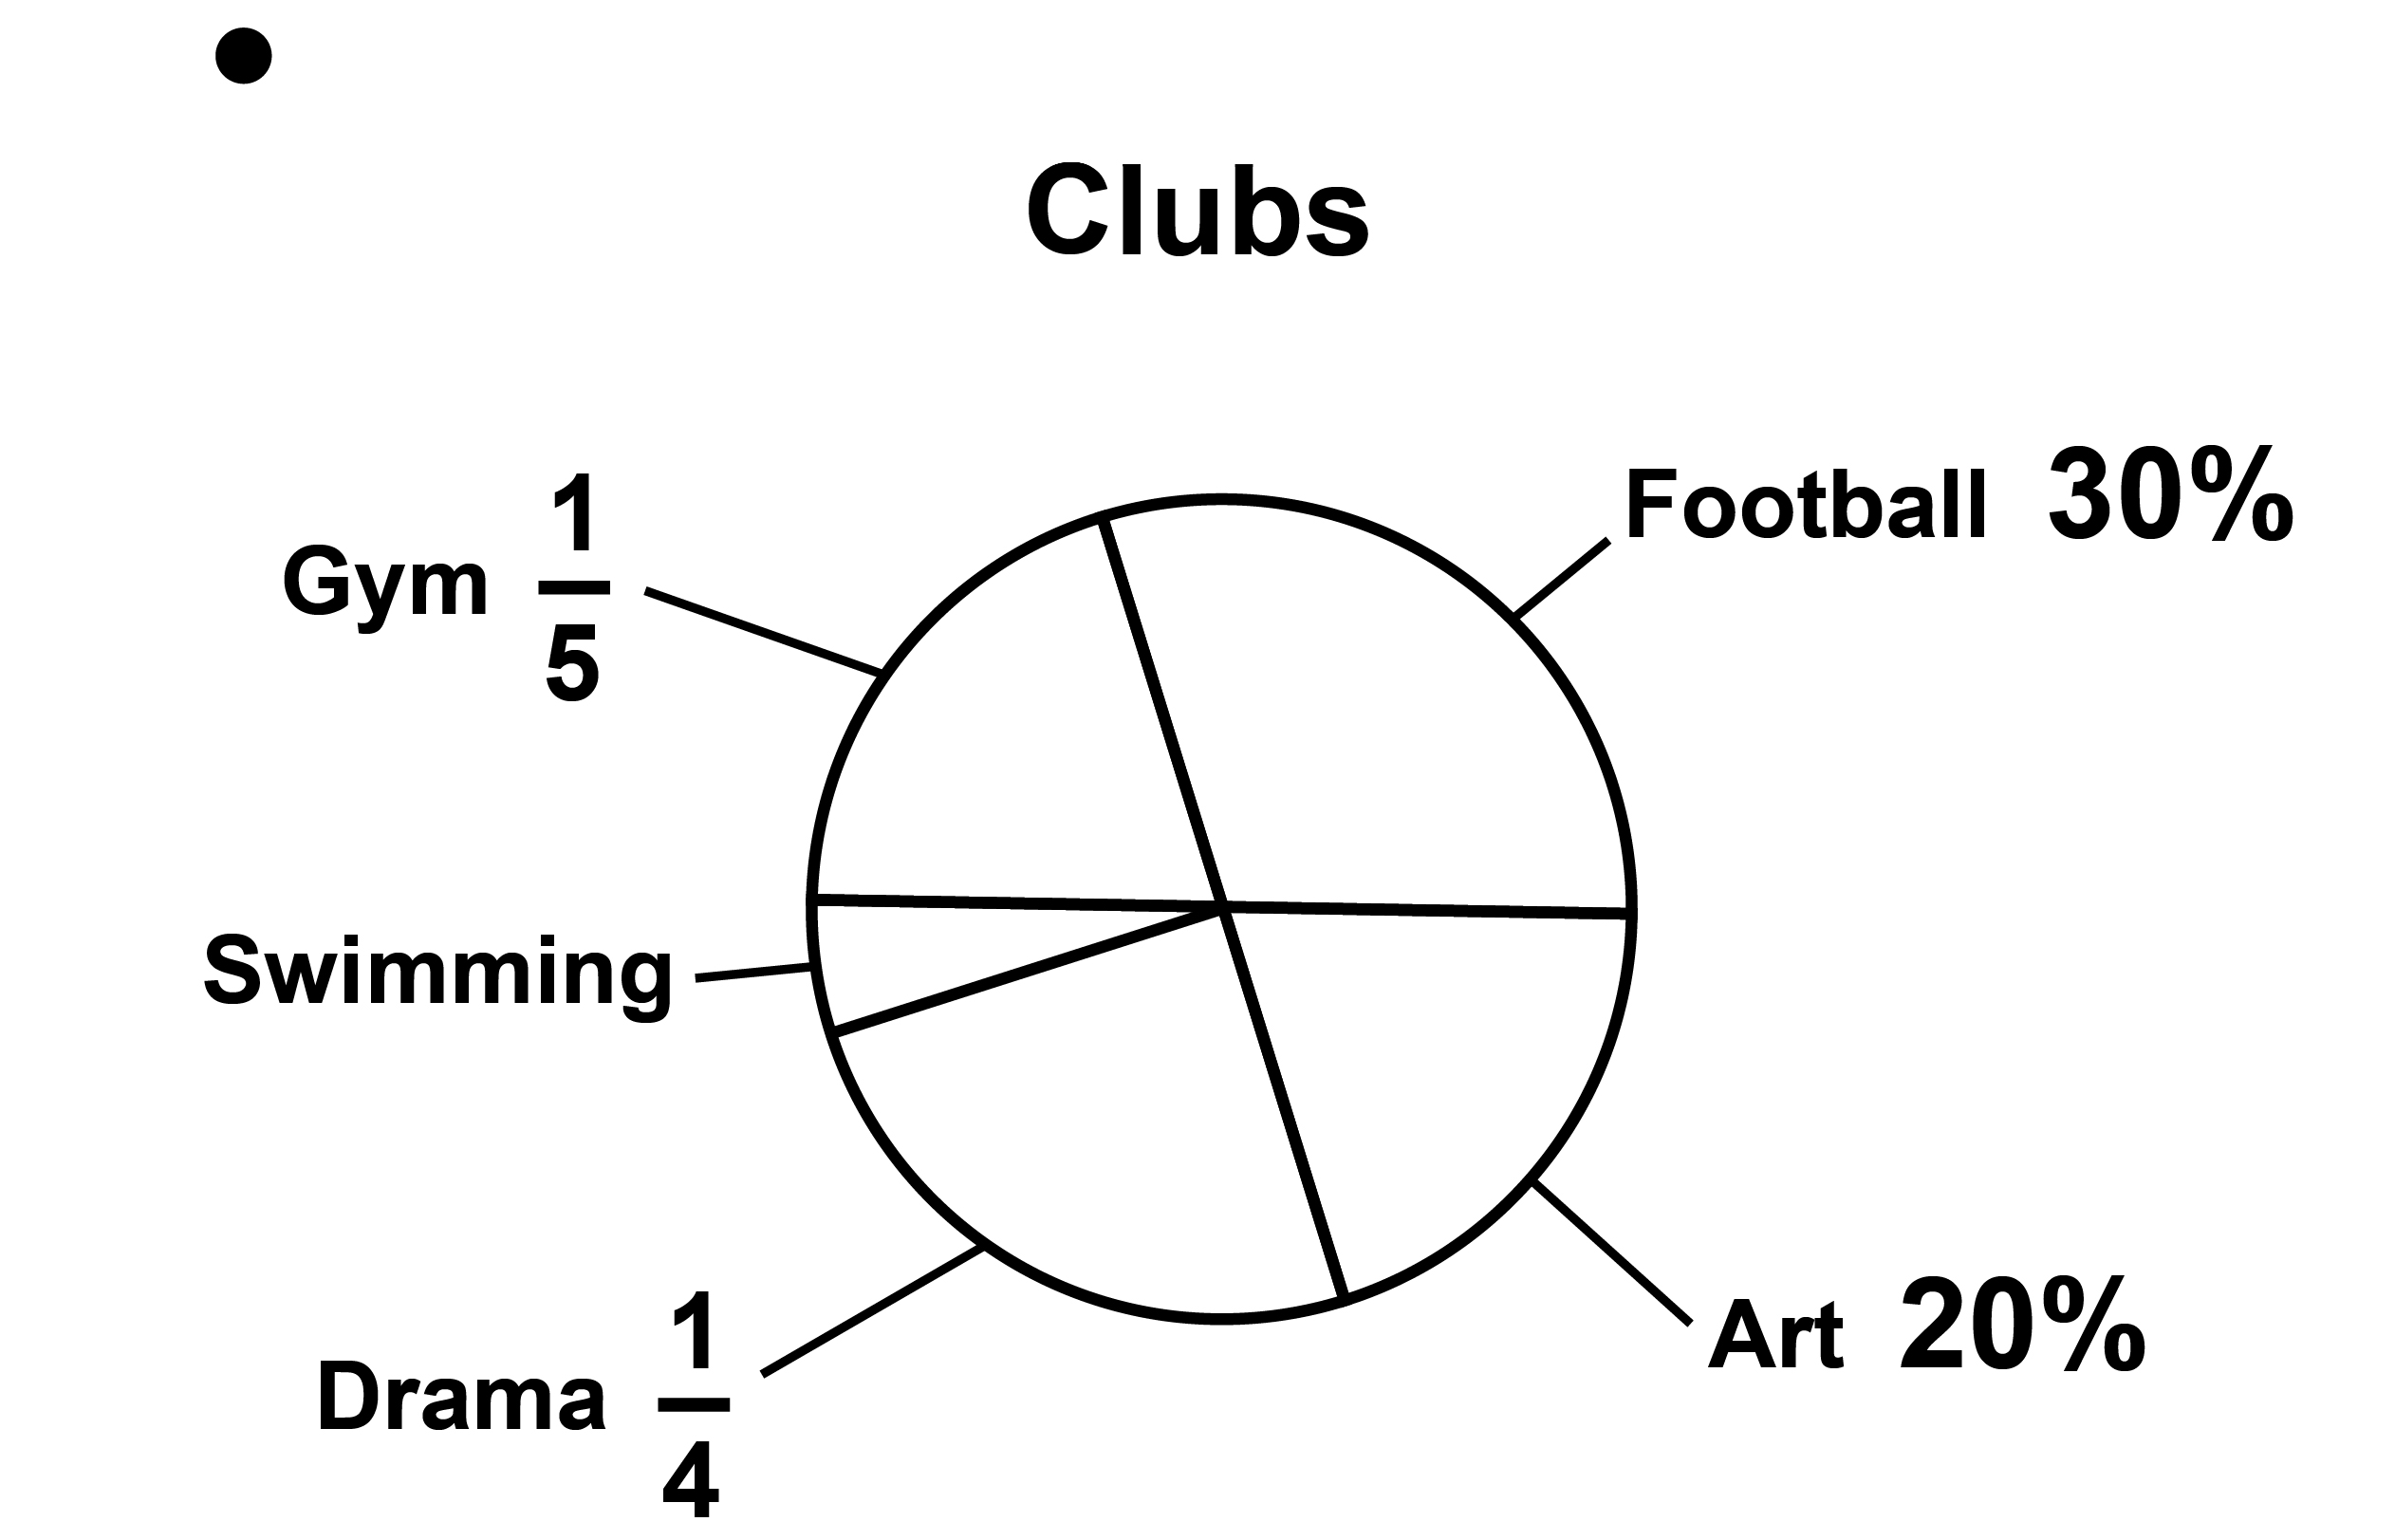 Clubs
Football 30%
Gym 1/5
Swimming
Drama 1/4
Art 20%